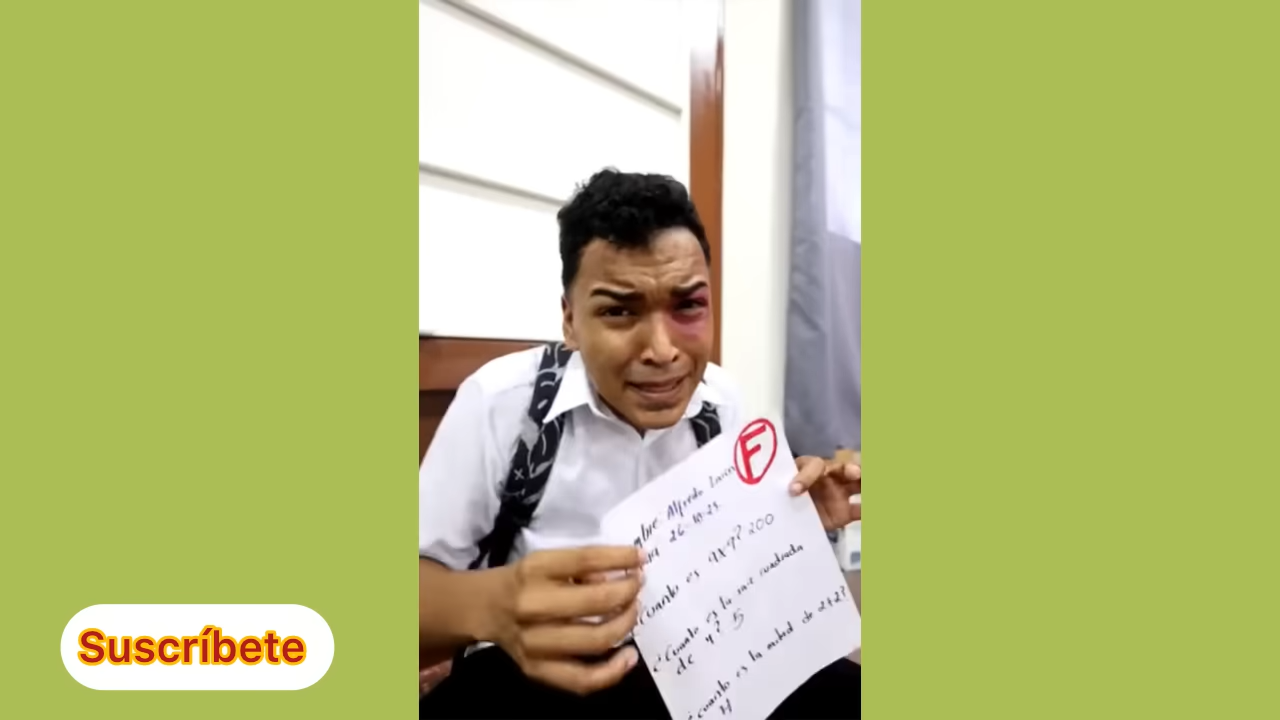 F
Alfredo
26-10-23
¿Cuanto es 9x9? 200
¿Cuanto es la raiz cuadrada
de 4? 5
¿Cuanto es la mitad de 2+2?
Suscríbete